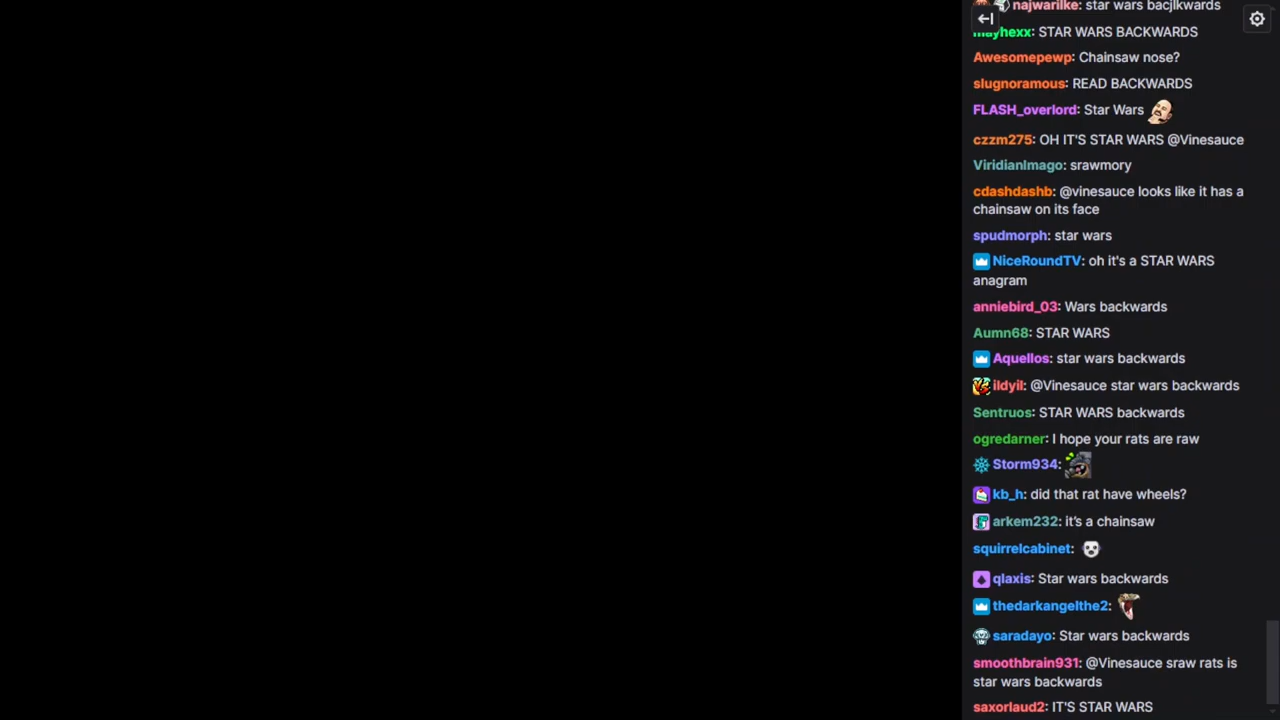 najwarilke: star wars bacjlkwards
mayhexx: STAR WARS BACKWARDS
Awesomepewp: Chainsaw nose?
slugnoramous: READ BACKWARDS
FLASH_overlord: Star Wars
czzm275: OH IT'S STAR WARS @Vinesauce
ViridianImago: srawmory
cdashdashb: @vinesauce looks like it has a
chainsaw on its face
spudmorph: star wars
NiceRoundTV: oh it's a STAR WARS
anagram
anniebird_03: Wars backwards
Aumn68: STAR WARS
Aquellos: star wars backwards
ildyil: @Vinesauce star wars backwards
Sentruos: STAR WARS backwards
ogredarner: I hope your rats are raw
Storm934:
kb_h: did that rat have wheels?
arkem232: it's a chainsaw
squirrelcabinet:
qlaxis: Star wars backwards
thedarkangelthe2:
saradayo: Star wars backwards
smoothbrain931: @Vinesauce sraw rats is
star wars backwards
saxorlaud2: IT'S STAR WARS